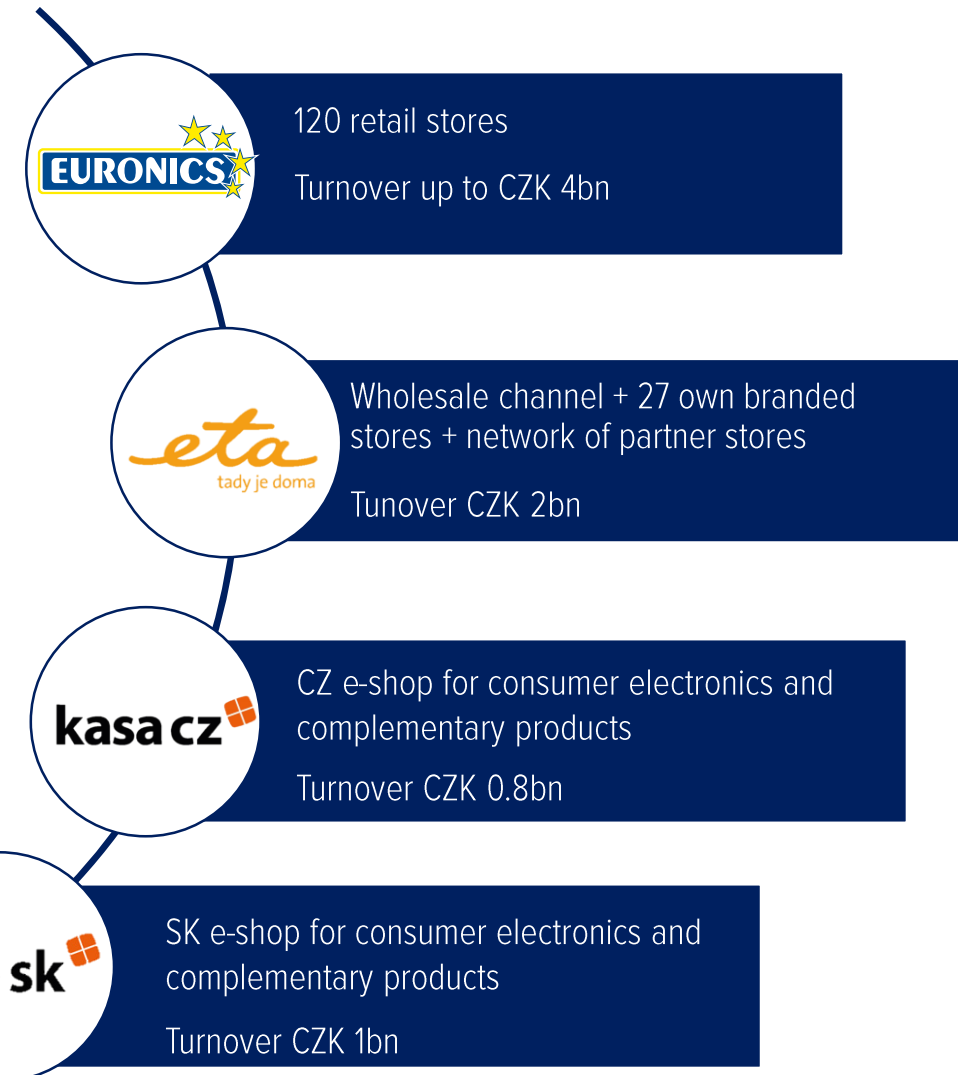 EURONICS
120 retail stores
Turnover up to CZK 4bn
eta
tady je doma
Wholesale channel + 27 own branded
stores + network of partner stores
Tunover CZK 2bn
kasa cz
CZ e-shop for consumer electronics and
complementary products
Turnover CZK 0.8bn
sk
SK e-shop for consumer electronics and
complementary products
Turnover CZK 1bn